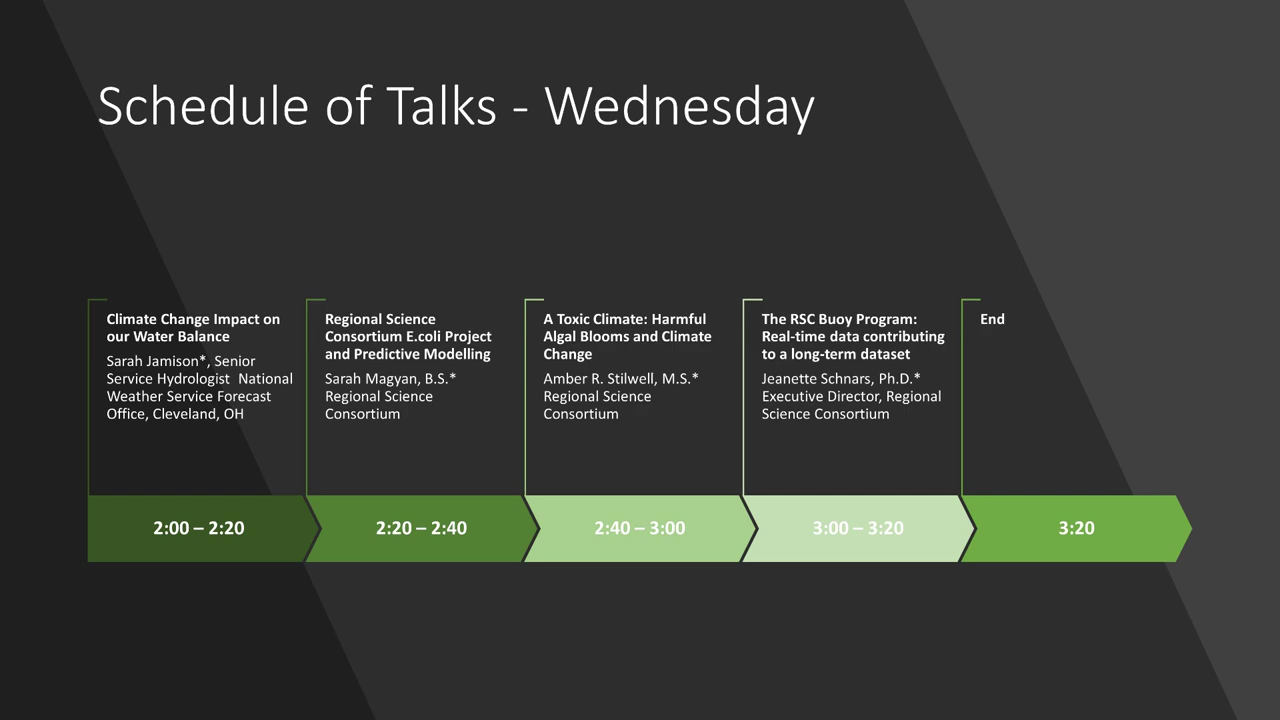 Schedule of Talks - Wednesday
Climate Change Impact on
our Water Balance
Sarah Jamison*, Senior
Service Hydrologist  National
Weather Service Forecast
Office, Cleveland, OH
2:00 – 2:20
Regional Science
Consortium E.coli Project
and Predictive Modelling
Sarah Magyan, B.S.*
Regional Science
Consortium
2:20 – 2:40
A Toxic Climate: Harmful
Algal Blooms and Climate
Change
Amber R. Stilwell, M.S.*
Regional Science
Consortium
2:40 – 3:00
The RSC Buoy Program:
Real-time data contributing
to a long-term dataset
Jeanette Schnars, Ph.D.*
Executive Director, Regional
Science Consortium
3:00 – 3:20
End
3:20